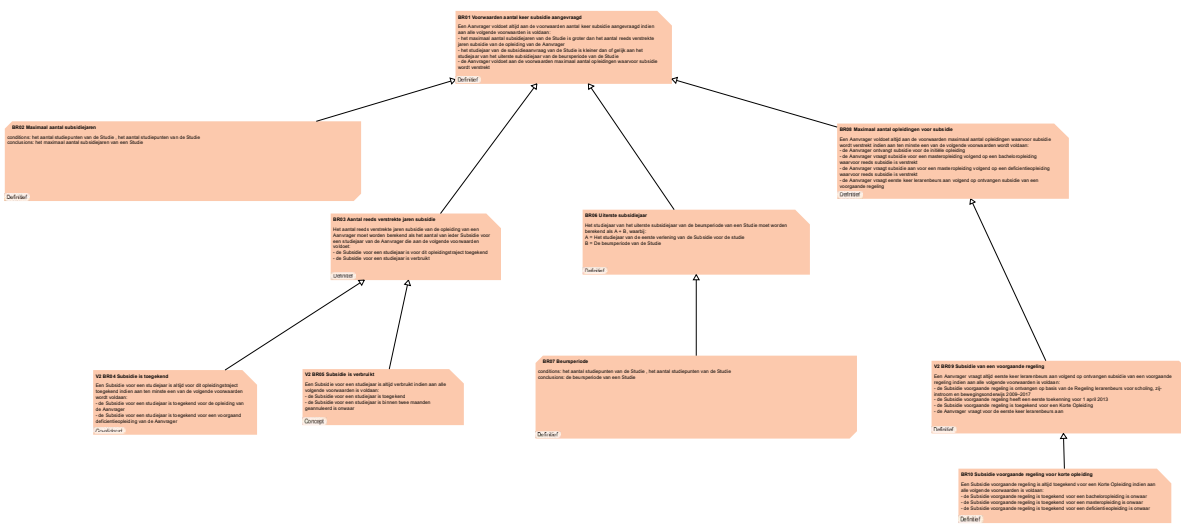 BR01 Voorwaarden aantal keer subsidie aangevraagd
Een Aanvrager voldoet altijd aan de voorwaarden aantal keer subsidie aangevraagd indien
aan alle volgende voorwaarden is voldaan:
- het maximaal aantal subsidiejaren van de Studie is groter dan het aantal reeds verstrekte
jaren subsidie van de opleiding van de Aanvrager
- het studiejaar van de subsidieaanvraag van de Studie is kleiner dan of gelijk aan het
studiejaar van het uiterste subsidiejaar van de beursperiode van de Studie
- de Aanvrager voldoet aan de voorwaarden maximaal aantal opleidingen waarvoor subsidie
wordt verstrekt
Definitief
BR02 Maximaal aantal subsidiejaren
conditions: het aantal studiepunten van de Studie , het aantal studiepunten van de Studie
conclusions: het maximaal aantal subsidiejaren van een Studie
Definitief
BR08 Maximaal aantal opleidingen voor subsidie
Een Aanvrager voldoet altijd aan de voorwaarden maximaal aantal opleidingen waarvoor subsidie
wordt verstrekt indien aan ten minste een van de volgende voorwaarden wordt voldaan:
- de Aanvrager ontvangt subsidie voor de initiële opleiding
- de Aanvrager vraagt subsidie voor een masteropleiding volgend op een bacheloropleiding
waarvoor reeds subsidie is verstrekt
- de Aanvrager vraagt subsidie aan voor een masteropleiding volgend op een deficientieopleiding
waarvoor reeds subsidie is verstrekt
- de Aanvrager vraagt eerste keer lerarenbeurs aan volgend op ontvangen subsidie van een
voorgaande regeling
Definitief
BR03 Aantal reeds verstrekte jaren subsidie
Het aantal reeds verstrekte jaren subsidie van de opleiding van een
Aanvrager moet worden berekend als het aantal van ieder Subsidie voor
een studiejaar van de Aanvrager die aan de volgende voorwaarden
voldoet:
- de Subsidie voor een studiejaar is voor dit opleidingstraject toegekend
- de Subsidie voor een studiejaar is verbruikt
Definitief
BR06 Uiterste subsidiejaar
Het studiejaar van het uiterste subsidiejaar van de beursperiode van een Studie moet worden
berekend als A + B, waarbij:
A = Het studiejaar van de eerste verlening van de Subsidie voor de studie
B = De beursperiode van de Studie
Definitief
V2 BR04 Subsidie is toegekend
Een Subsidie voor een studiejaar is altijd voor dit opleidingstraject
toegekend indien aan ten minste een van de volgende voorwaarden
wordt voldaan:
- de Subsidie voor een studiejaar is toegekend voor de opleiding van
de Aanvrager
- de Subsidie voor een studiejaar is toegekend voor een voorgaand
deficientieopleiding van de Aanvrager
V2 BR05 Subsidie is verbruikt
Een Subsidie voor een studiejaar is altijd verbruikt indien aan alle
volgende voorwaarden is voldaan:
- de Subsidie voor een studiejaar is toegekend
- de Subsidie voor een studiejaar is binnen twee maanden
geannuleerd is onwaar
Concept
BR07 Beursperiode
conditions: het aantal studiepunten van de Studie , het aantal studiepunten van de Studie
conclusions: de beursperiode van een Studie
Definitief
V2 BR09 Subsidie van een voorgaande regeling
Een Aanvrager vraagt altijd eerste keer lerarenbeurs aan volgend op ontvangen subsidie van een voorgaande
regeling indien aan alle volgende voorwaarden is voldaan:
- de Subsidie voorgaande regeling is ontvangen op basis van de Regeling lerarenbeurs voor scholing, zij-
instroom en bewegingsonderwijs 2009-2017
- de Subsidie voorgaande regeling heeft een eerste toekenning voor 1 april 2013
- de Subsidie voorgaande regeling is toegekend voor een Korte Opleiding
- de Aanvrager vraagt voor de eerste keer lerarenbeurs aan
Definitief
BR10 Subsidie voorgaande regeling voor korte opleiding
Een Subsidie voorgaande regeling is altijd toegekend voor een Korte Opleiding indien aan
alle volgende voorwaarden is voldaan:
- de Subsidie voorgaande regeling is toegekend voor een bacheloropleiding is onwaar
- de Subsidie voorgaande regeling is toegekend voor een masteropleiding is onwaar
- de Subsidie voorgaande regeling is toegekend voor een deficientieopleiding is onwaar
Definitief